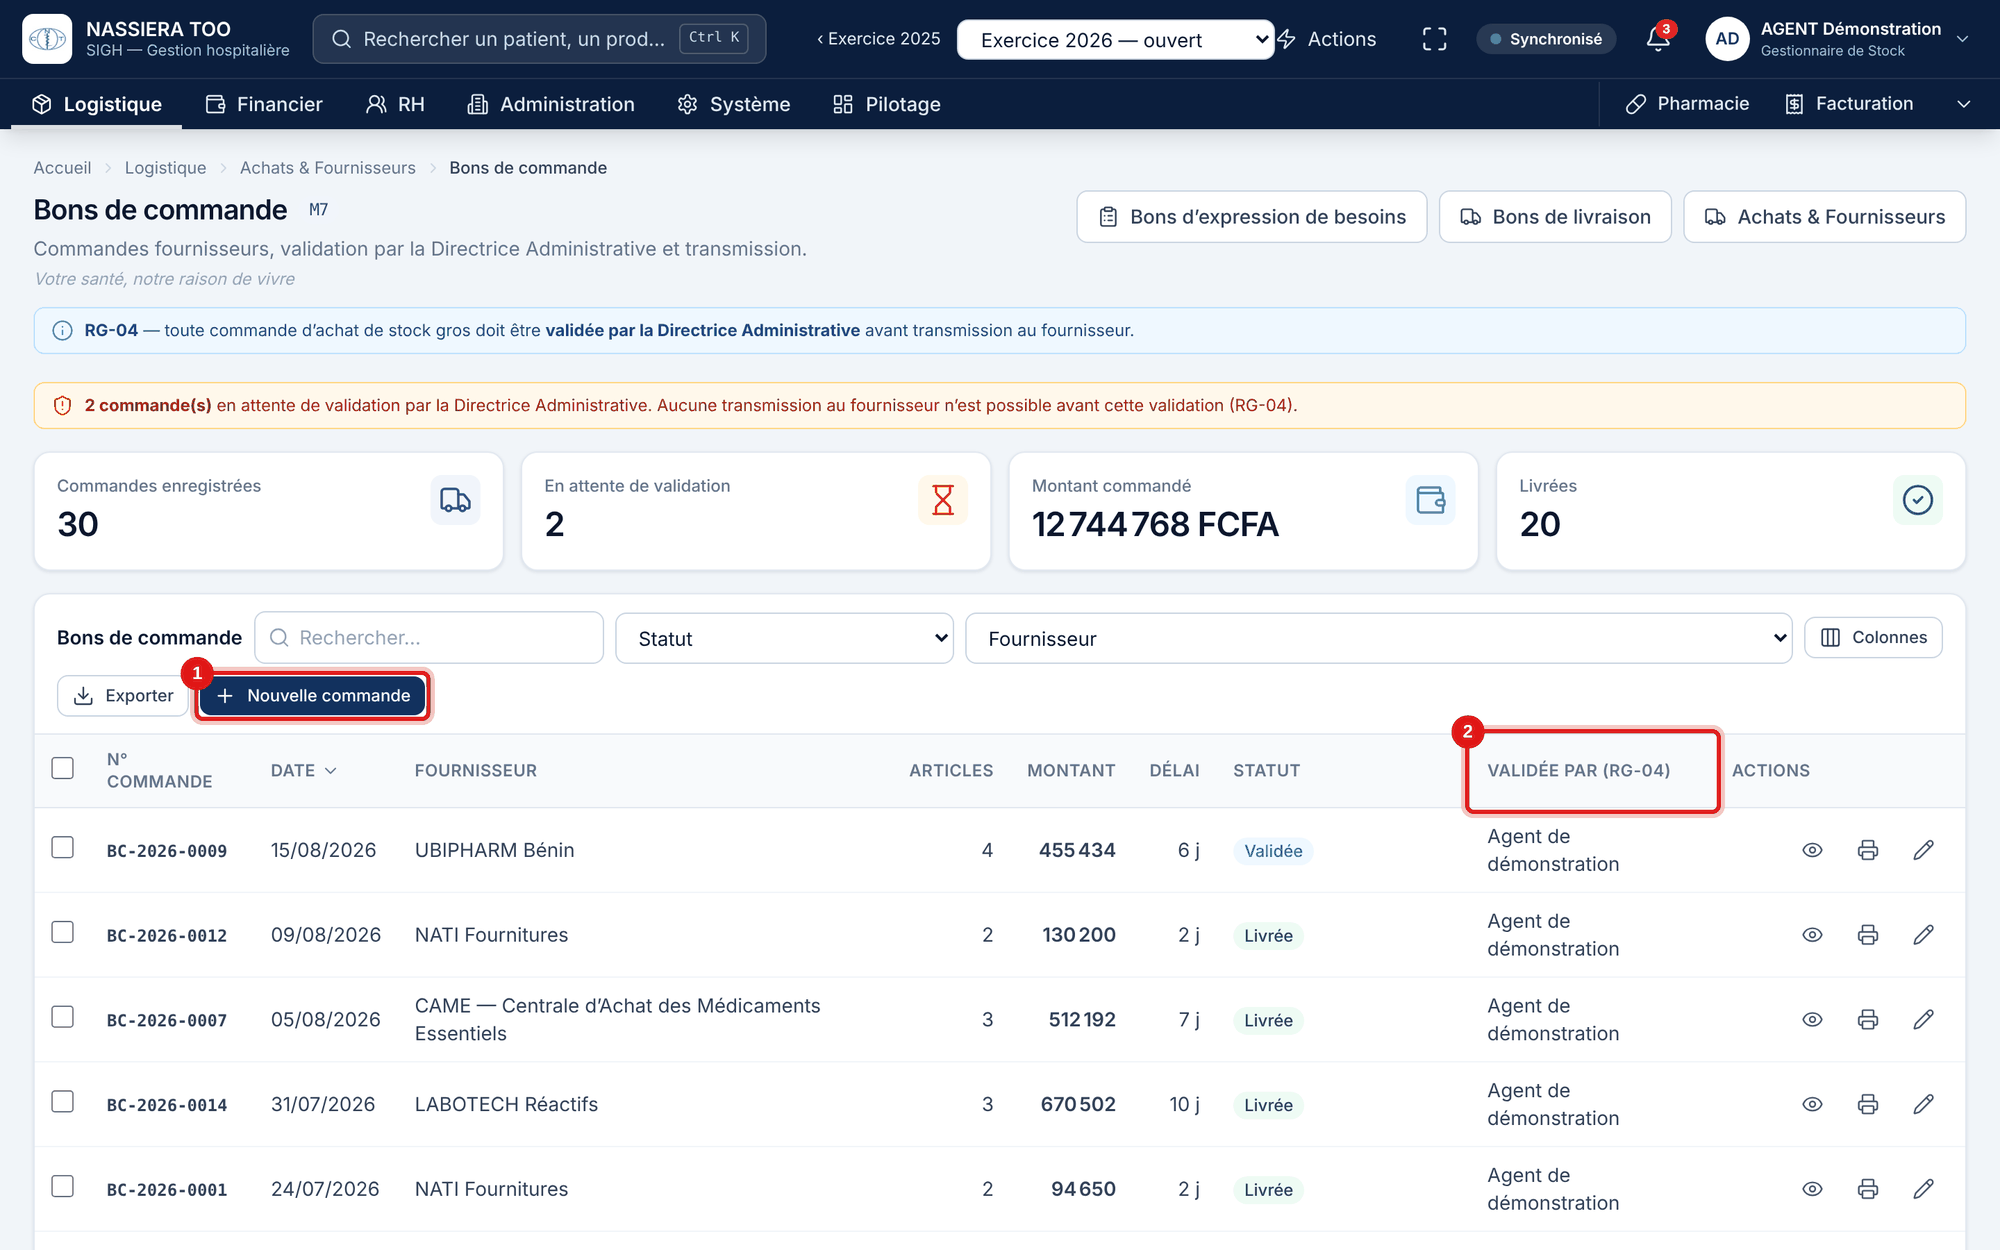 NASSIERA TOO
SIGH — Gestion hospitalière
Rechercher un patient, un prod... Ctrl K
‹ Exercice 2025
Exercice 2026 — ouvert
Actions
Synchronisé
3
AD
AGENT Démonstration
Gestionnaire de Stock
Logistique
Financier
RH
Administration
Système
Pilotage
Pharmacie
Facturation
Accueil
Logistique
Achats & Fournisseurs
Bons de commande
Bons de commande M7
Commandes fournisseurs, validation par la Directrice Administrative et transmission.
Votre santé, notre raison de vivre
Bons d’expression de besoins
Bons de livraison
Achats & Fournisseurs
RG-04 — toute commande d’achat de stock gros doit être validée par la Directrice Administrative avant transmission au fournisseur.
2 commande(s) en attente de validation par la Directrice Administrative. Aucune transmission au fournisseur n’est possible avant cette validation (RG-04).
Commandes enregistrées
30
En attente de validation
2
Montant commandé
12 744 768 FCFA
Livrées
20
Bons de commande
Rechercher...
Statut
Fournisseur
Colonnes
Exporter
1
Nouvelle commande
2
N° COMMANDE
DATE
FOURNISSEUR
ARTICLES
MONTANT
DÉLAI
STATUT
VALIDÉE PAR (RG-04)
ACTIONS
BC-2026-0009 15/08/2026 UBIPHARM Bénin 4 455 434 6 j Validée Agent de démonstration
BC-2026-0012 09/08/2026 NATI Fournitures 2 130 200 2 j Livrée Agent de démonstration
BC-2026-0007 05/08/2026 CAME — Centrale d’Achat des Médicaments Essentiels 3 512 192 7 j Livrée Agent de démonstration
BC-2026-0014 31/07/2026 LABOTECH Réactifs 3 670 502 10 j Livrée Agent de démonstration
BC-2026-0001 24/07/2026 NATI Fournitures 2 94 650 2 j Livrée Agent de démonstration